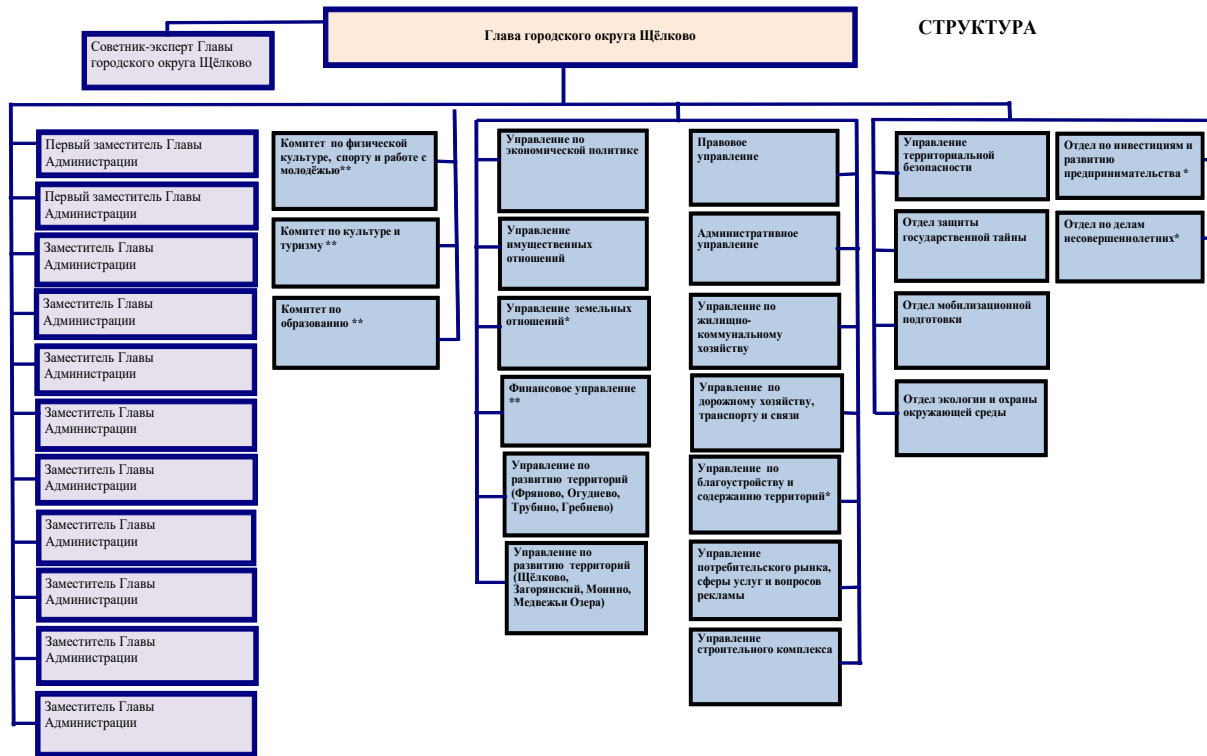 СТРУКТУРА
Глава городского округа Щёлково
Советник-эксперт Главы
городского округа Щёлково
Первый заместитель Главы
Администрации
Первый заместитель Главы
Администрации
Заместитель Главы
Администрации
Заместитель Главы
Администрации
Заместитель Главы
Администрации
Заместитель Главы
Администрации
Заместитель Главы
Администрации
Заместитель Главы
Администрации
Заместитель Главы
Администрации
Заместитель Главы
Администрации
Заместитель Главы
Администрации
Комитет по физической
культуре, спорту и работе с
молодёжью**
Комитет по культуре и
туризму **
Комитет по
образованию **
Управление по
экономической политике
Управление
имущественных
отношений
Управление земельных
отношений*
Финансовое управление
**
Управление по
развитию территорий
(Фряново, Огуднево,
Трубино, Гребнево)
Управление по
развитию территорий
(Щёлково,
Загорянский, Монино,
Медвежьи Озера)
Правовое
управление
Административное
управление
Управление по
жилищно-
коммунальному
хозяйству
Управление по
дорожному хозяйству,
транспорту и связи
Управление по
благоустройству и
содержанию территорий*
Управление
потребительского рынка,
сферы услуг и вопросов
рекламы
Управление
строительного комплекса
Управление
территориальной
безопасности
Отдел защиты
государственной тайны
Отдел мобилизационной
подготовки
Отдел экологии и охраны
окружающей среды
Отдел по инвестициям и
развитию
предпринимательства *
Отдел по делам
несовершеннолетних*